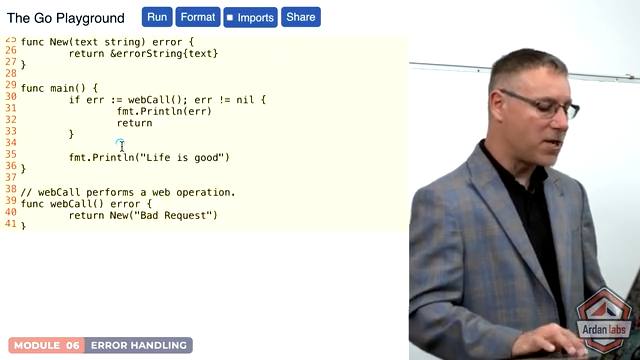 The Go Playground
Run
Format
Imports
Share
25 func New(text string) error {
26 return &errorString{text}
27 }
28
29 func main() {
30 if err := webCall(); err != nil {
31 fmt.Println(err)
32 return
33 }
34
35 fmt.Println("Life is good")
36 }
37
38 // webCall performs a web operation.
39 func webCall() error {
40 return New("Bad Request")
41 }
MODULE 06 ERROR HANDLING
Ardan labs